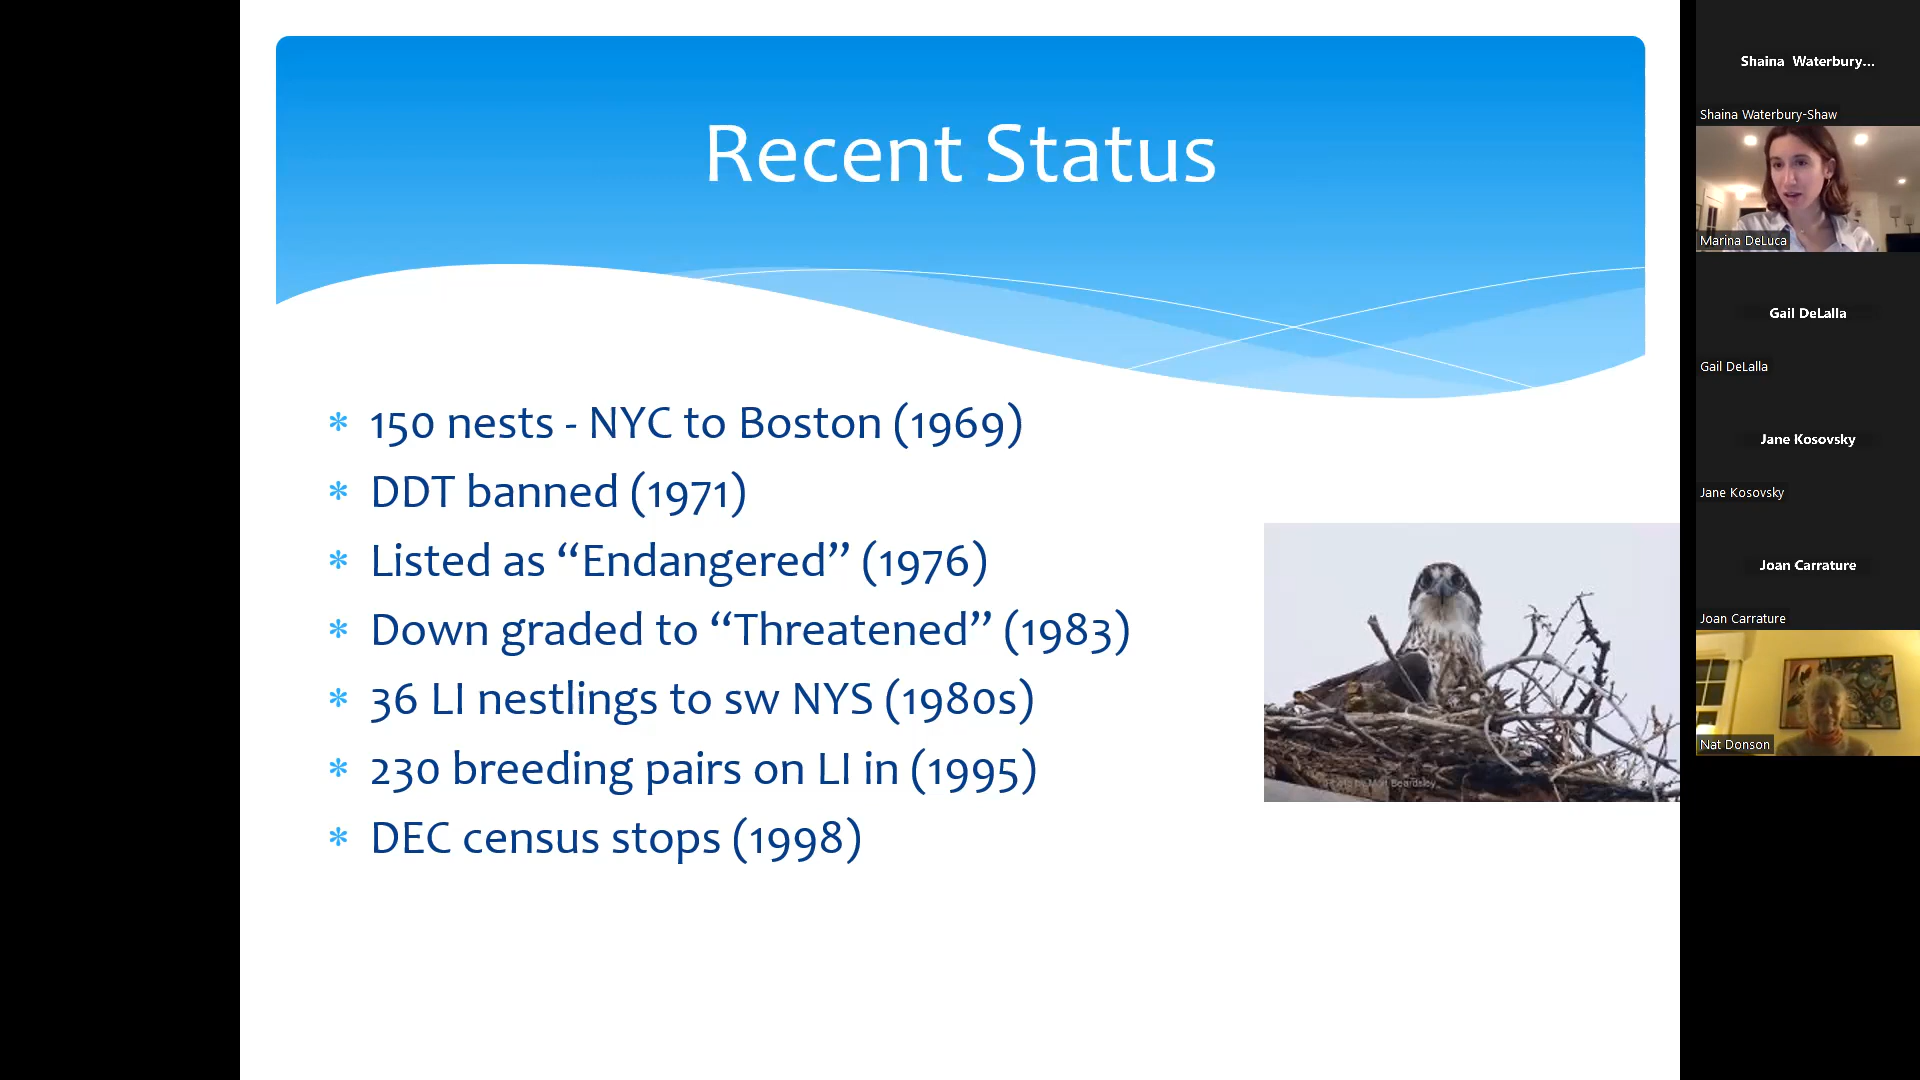 Recent Status
* 150 nests - NYC to Boston (1969)
* DDT banned (1971)
* Listed as “Endangered” (1976)
* Down graded to “Threatened” (1983)
* 36 LI nestlings to sw NYS (1980s)
* 230 breeding pairs on LI in (1995)
* DEC census stops (1998)
Beardsley
Shaina Waterbury...
Shaina Waterbury-Shaw
Marina DeLuca
Gail DeLalla
Gail DeLalla
Jane Kosovsky
Jane Kosovsky
Joan Carrature
Joan Carrature
Nat Donson